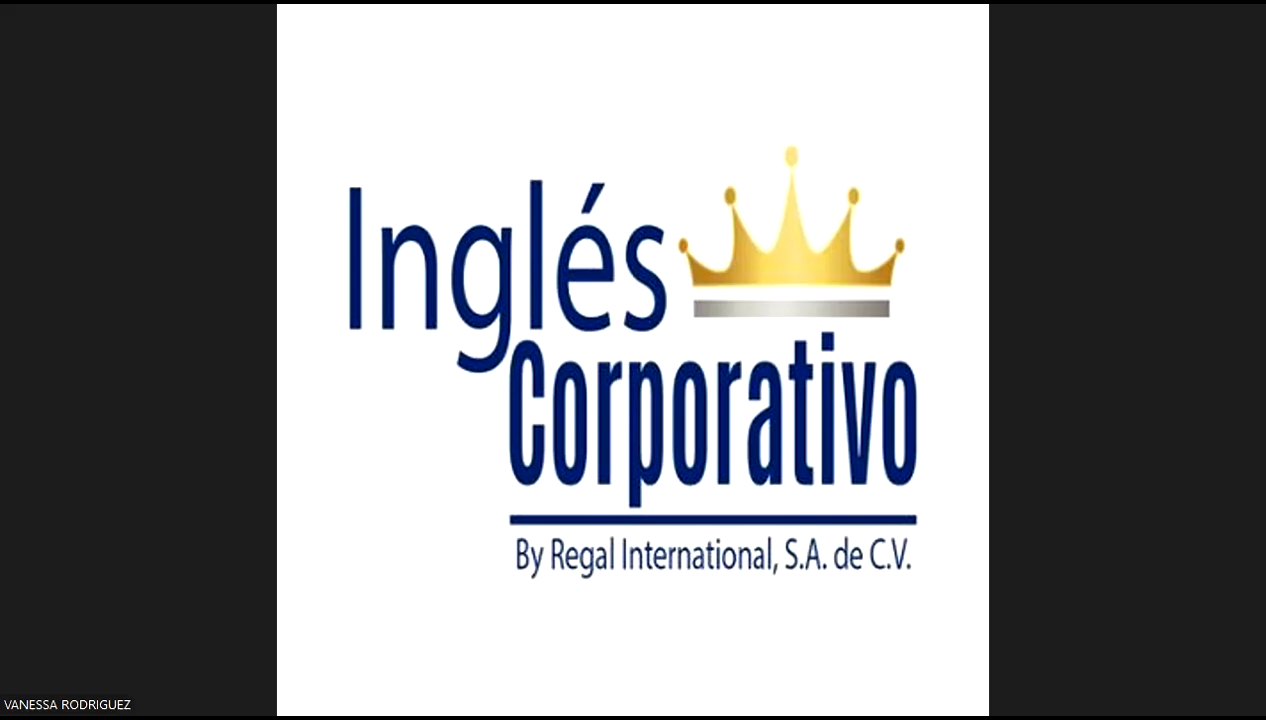 Inglés
Corporativo
By Regal International, S.A. de C.V.
VANESSA RODRIGUEZ